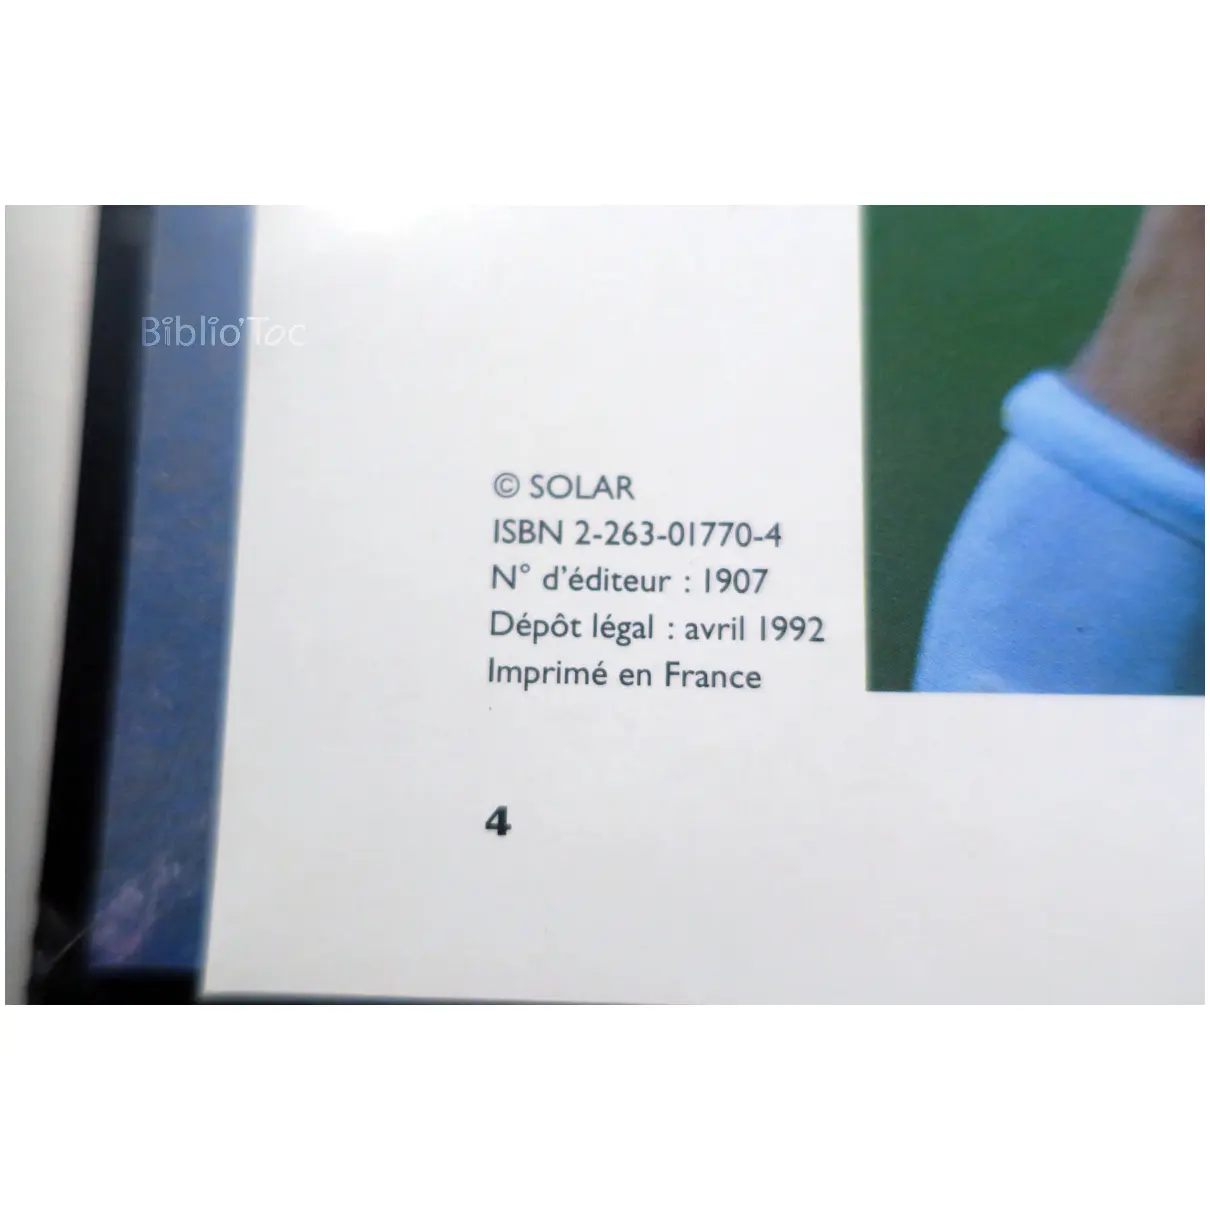 Biblio'Toc
© SOLAR
ISBN 2-263-01770-4
N° d'éditeur : 1907
Dépôt légal : avril 1992
Imprimé en France
4